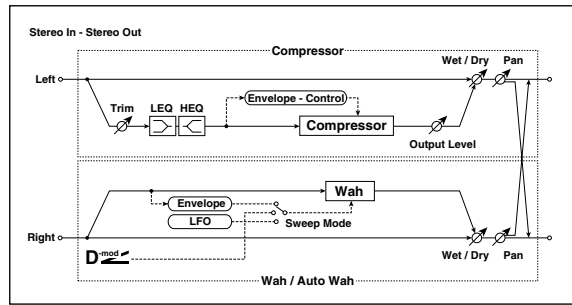 Stereo In - Stereo Out
Compressor
Wet / Dry Pan
Left
Envelope - Control
Trim LEQ HEQ
Compressor
Output Level
Wah
Envelope
LFO
Sweep Mode
Right
D-mod
Wet / Dry Pan
Wah / Auto Wah